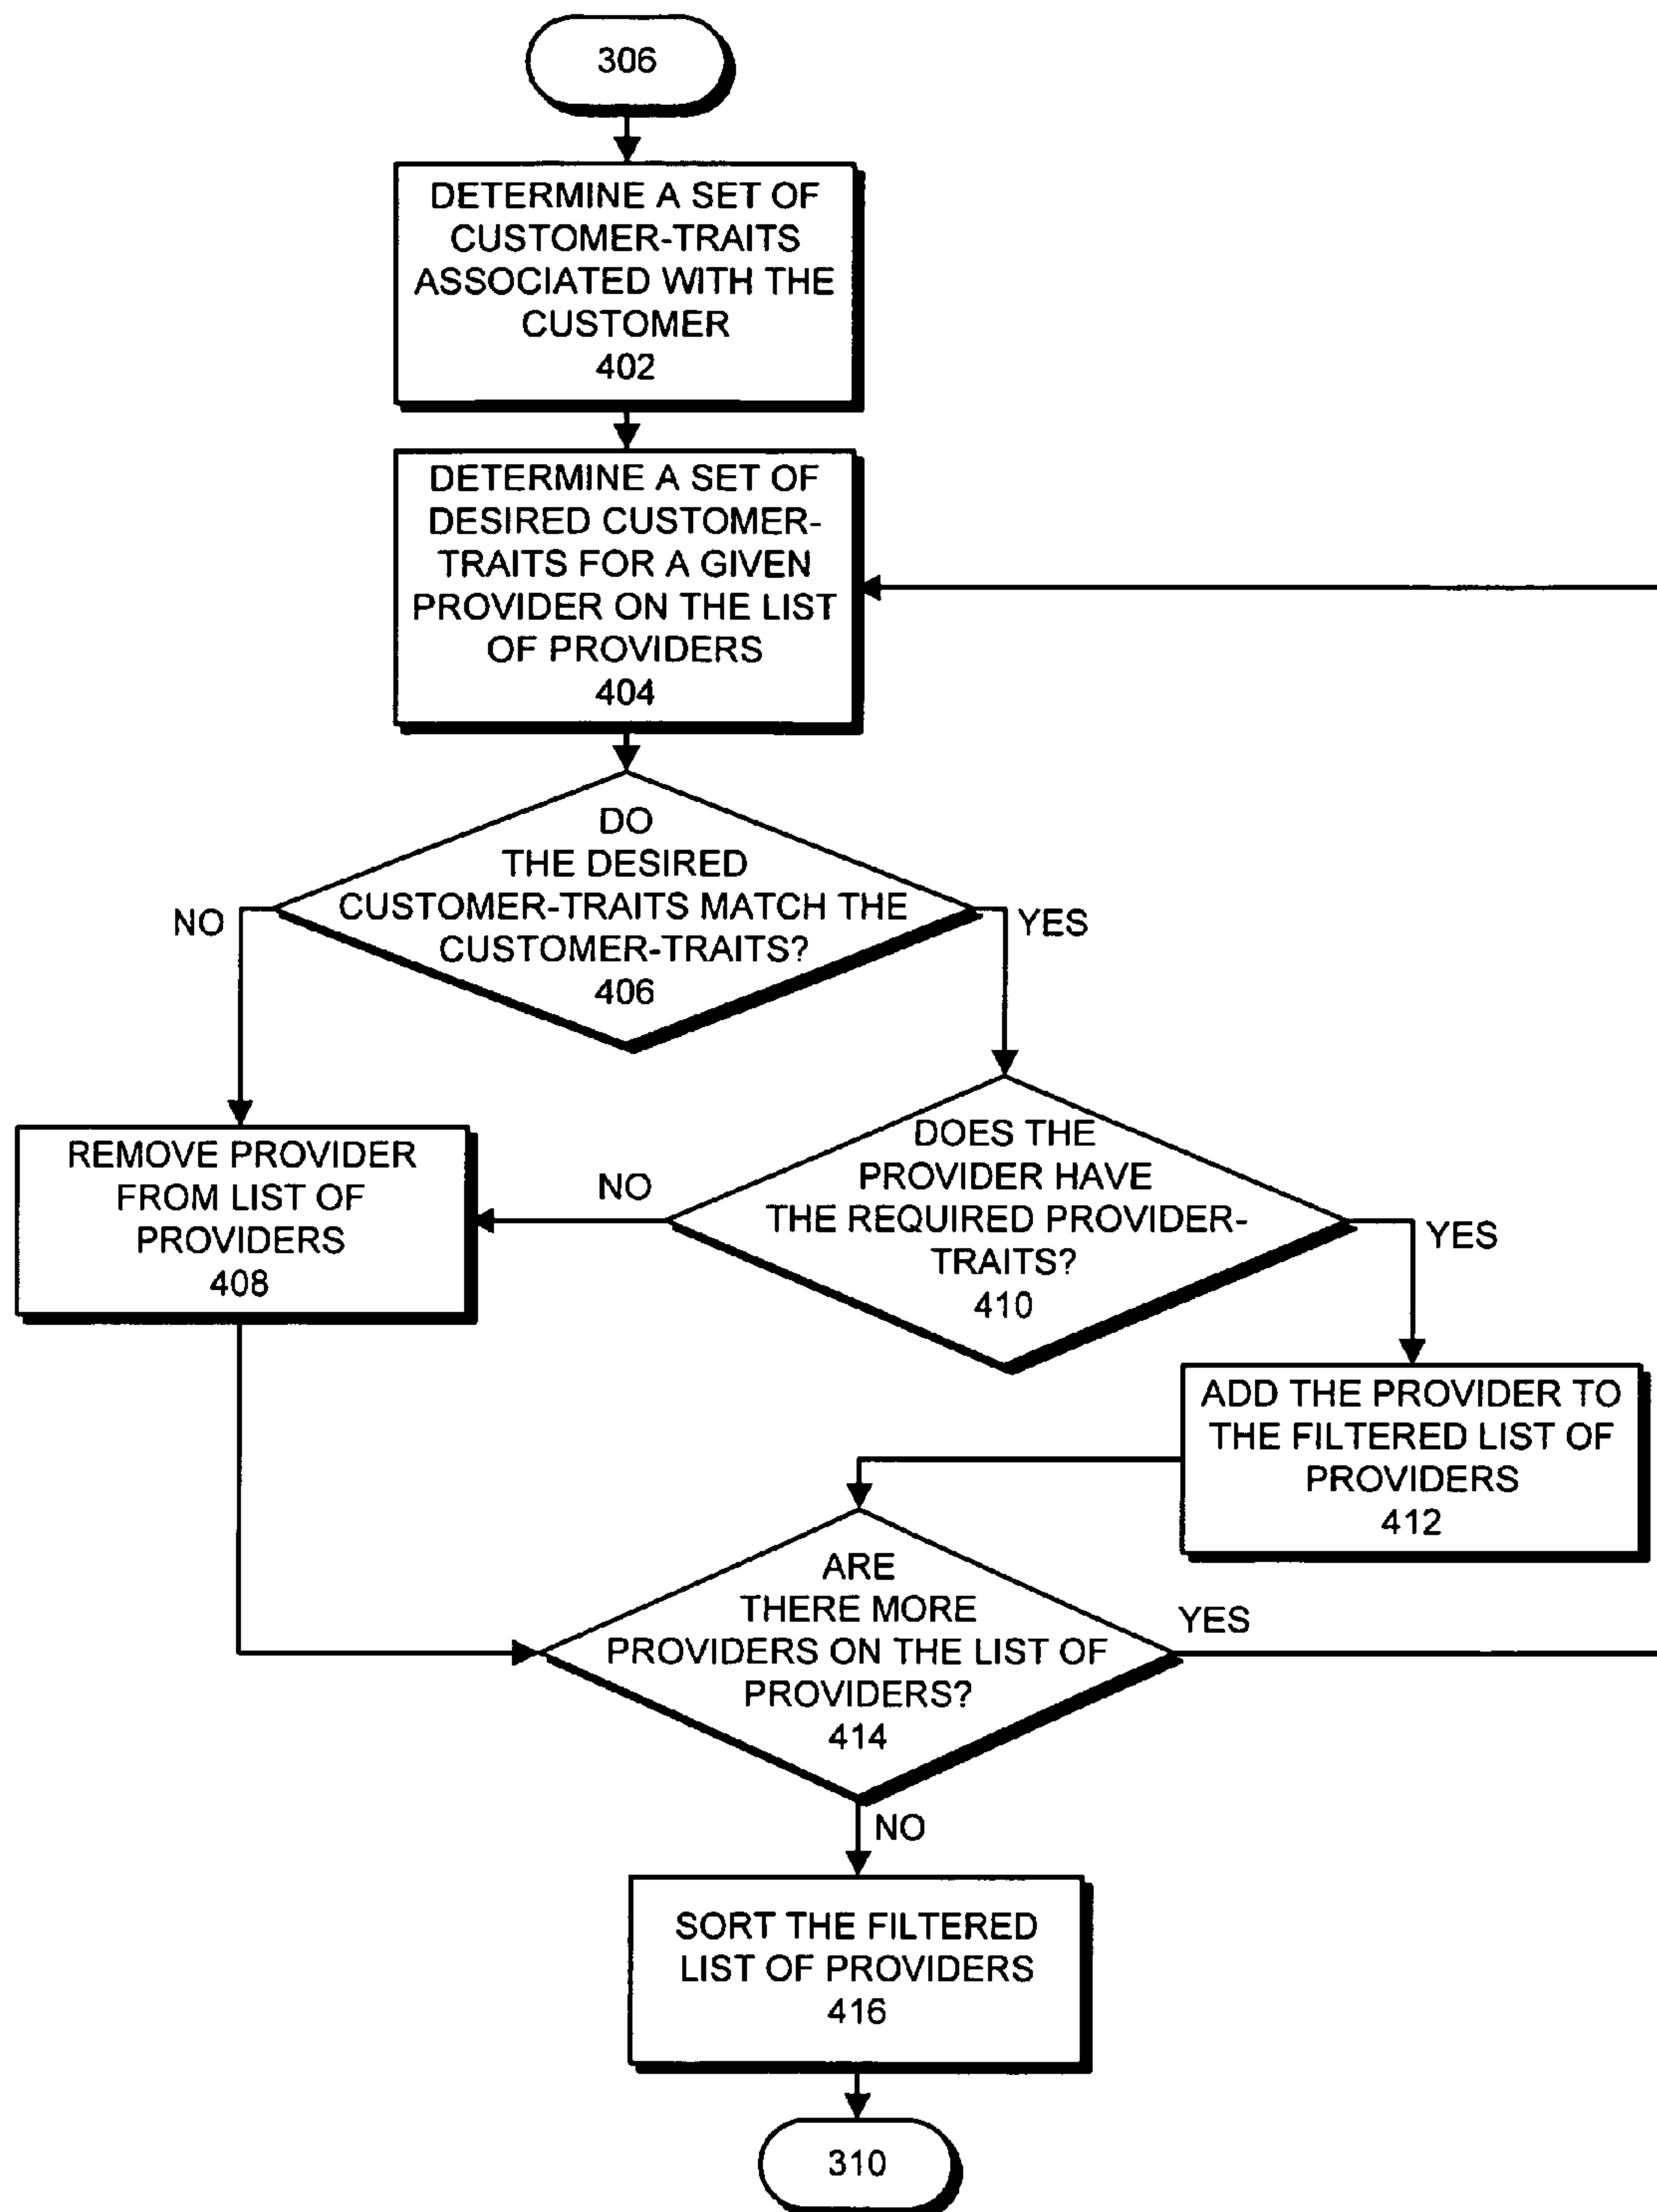 306
DETERMINE A SET OF
CUSTOMER-TRAITS
ASSOCIATED WITH THE
CUSTOMER
402
DETERMINE A SET OF
DESIRED CUSTOMER-
TRAITS FOR A GIVEN
PROVIDER ON THE LIST
OF PROVIDERS
404
DO
THE DESIRED
CUSTOMER-TRAITS MATCH THE
CUSTOMER-TRAITS?
406
NO
YES
REMOVE PROVIDER
FROM LIST OF
PROVIDERS
408
NO
DOES THE
PROVIDER HAVE
THE REQUIRED PROVIDER-
TRAITS?
410
YES
ADD THE PROVIDER TO
THE FILTERED LIST OF
PROVIDERS
412
ARE
THERE MORE
PROVIDERS ON THE LIST OF
PROVIDERS?
414
YES
NO
SORT THE FILTERED
LIST OF PROVIDERS
416
310